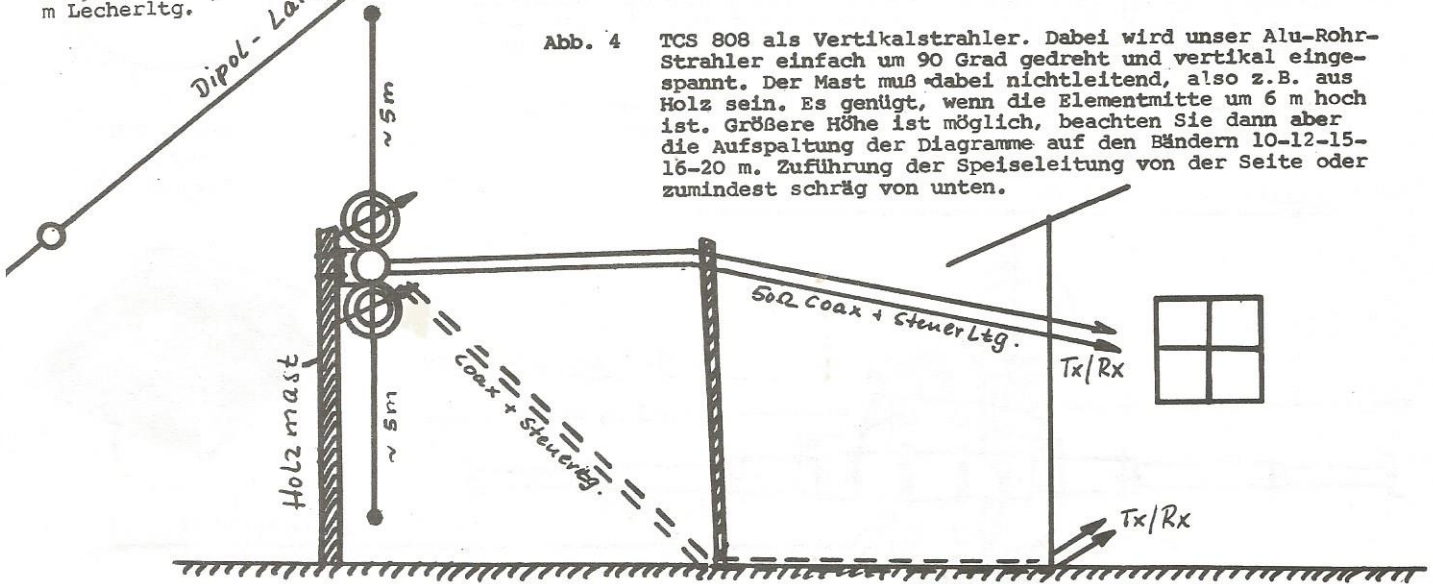 m Lecherltg.
Dipol - Lä
Abb. 4 TCS 808 als Vertikalstrahler. Dabei wird unser Alu-Rohr-
Strahler einfach um 90 Grad gedreht und vertikal einge-
spannt. Der Mast muß dabei nichtleitend, also z.B. aus
Holz sein. Es genügt, wenn die Elementmitte um 6 m hoch
ist. Größere Höhe ist möglich, beachten Sie dann aber
die Aufspaltung der Diagramme auf den Bändern 10-12-15-
16-20 m. Zuführung der Speiseleitung von der Seite oder
zumindest schräg von unten.
~ 5m
50Ω Coax + SteuerLtg.
Tx/Rx
Holzmast
Coax + Steuerltg.
~ 5m
Tx/Rx